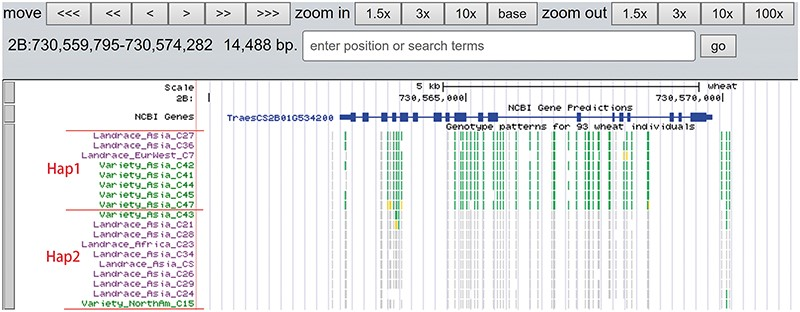 move <<< << < > >> >>> zoom in 1.5x 3x 10x base zoom out 1.5x 3x 10x 100x
2B:730,559,795-730,574,282 14,488 bp. enter position or search terms go
Scale 5 kb wheat
2B: 730,565,000 730,570,000
NCBI Gene Predictions
NCBI Genes TraesCS2B01G534200
Genotype patterns for 93 wheat individuals
Landrace_Asia_C27
Landrace_Asia_C36
Landrace_EurWest_C7
Hap1
Variety_Asia_C42
Variety_Asia_C41
Variety_Asia_C44
Variety_Asia_C45
Variety_Asia_C47
Variety_Asia_C43
Landrace_Asia_C21
Landrace_Asia_C28
Landrace_Africa_C23
Hap2
Landrace_Asia_C34
Landrace_Asia_CS
Landrace_Asia_C26
Landrace_Asia_C29
Landrace_Asia_C24
Variety_NorthAm_C15